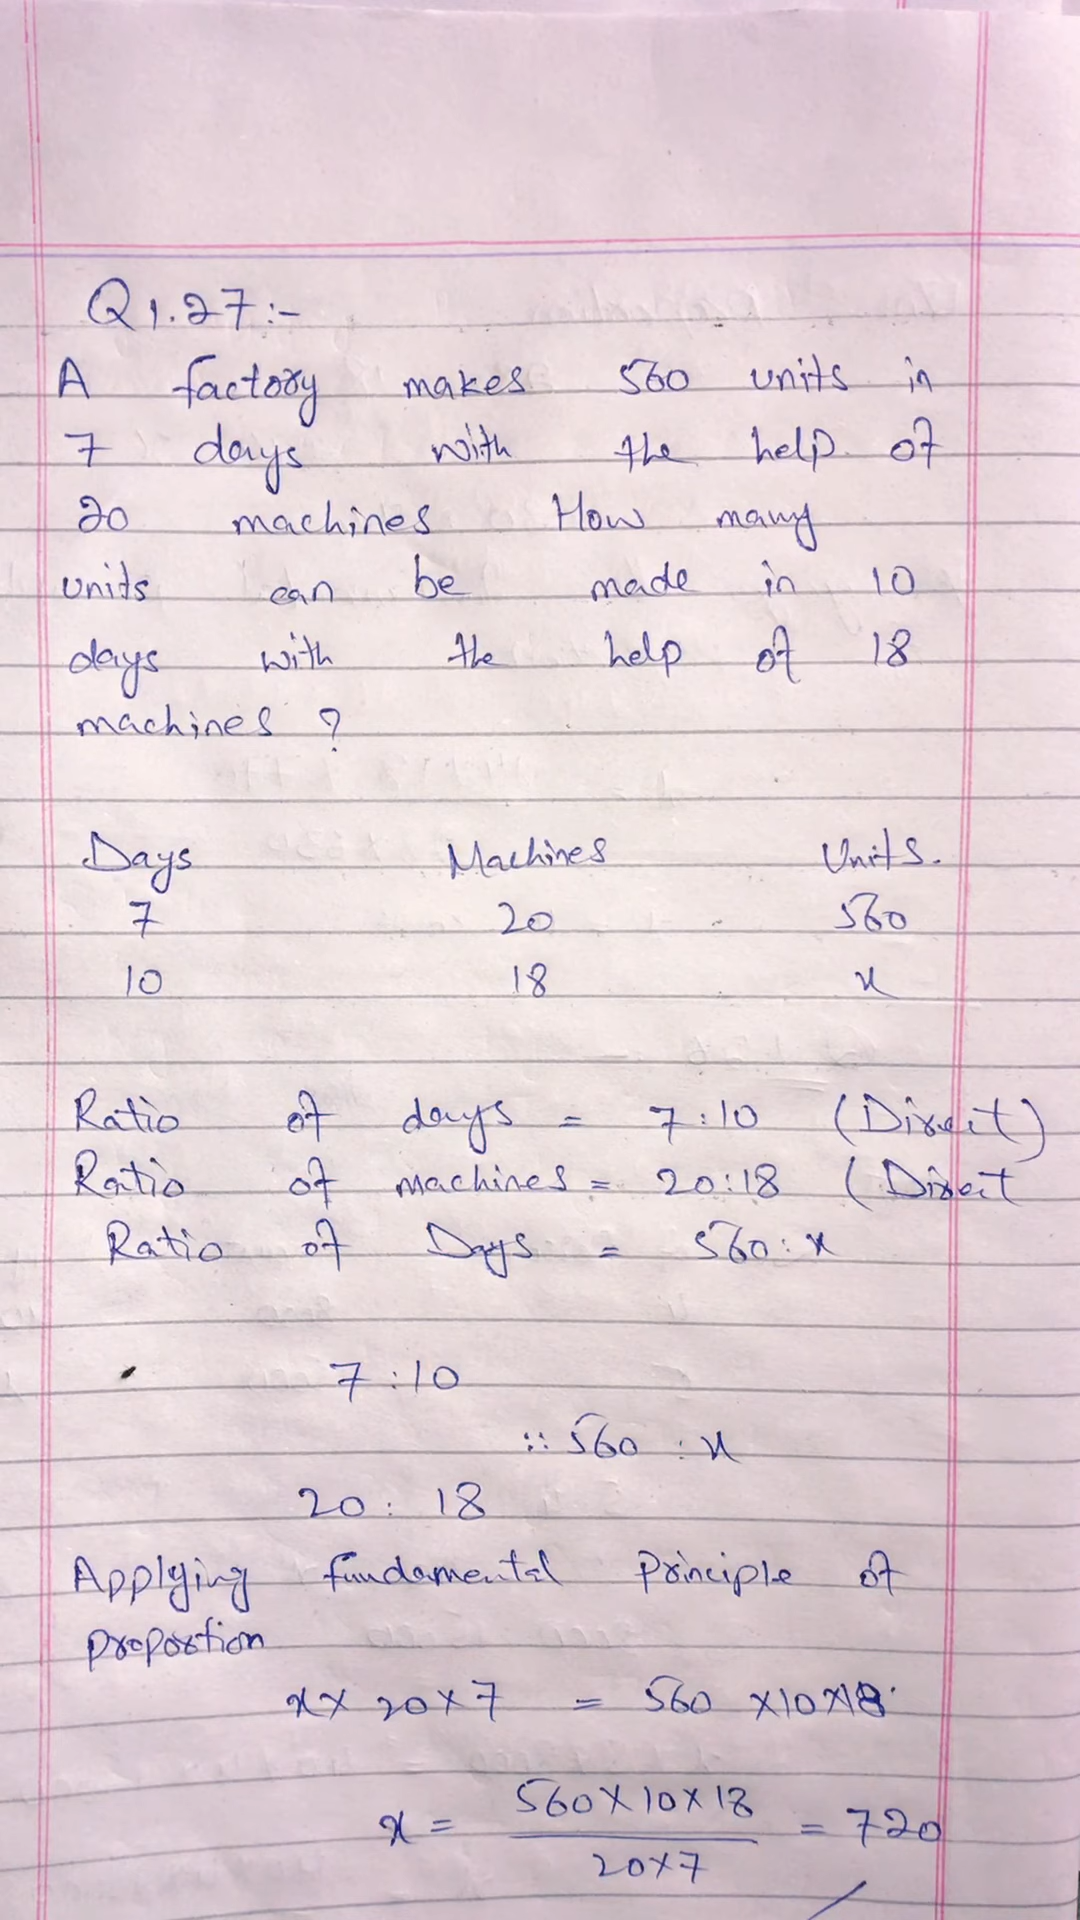 Q1.27:-
A factory makes 560 units in
7 days with the help of
20 machines How many
units can be made in 10
days with the help of 18
machines ?
Days Machines Units.
7 20 560
10 18 x
Ratio of days = 7:10 (Direct)
Ratio of machines = 20:18 (Direct
Ratio of Days = 560:x
7:10
:: 560 : x
20: 18
Applying fundamental Principle of
proportion
x × 20 × 7 = 560 ×10×18
x = 560×10×18 / 20×7 = 720